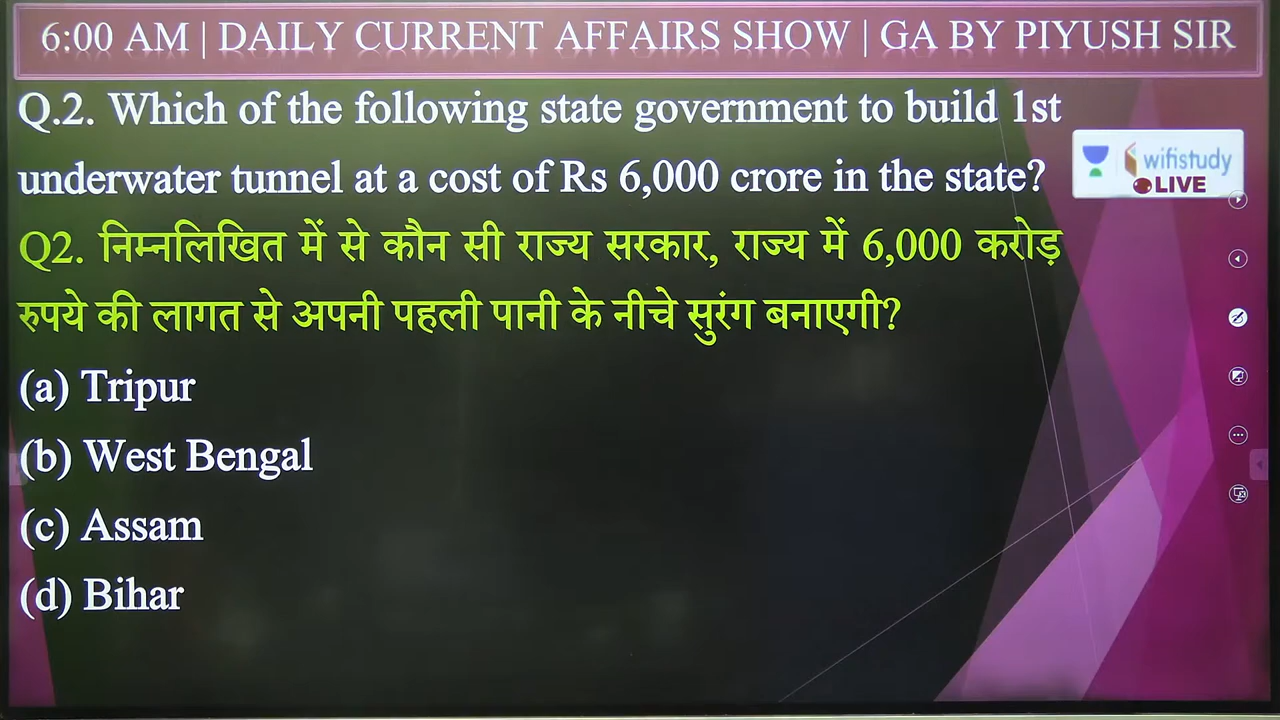 6:00 AM | DAILY CURRENT AFFAIRS SHOW | GA BY PIYUSH SIR
Q.2. Which of the following state government to build 1st
underwater tunnel at a cost of Rs 6,000 crore in the state?
wifistudy
LIVE
Q2. निम्नलिखित में से कौन सी राज्य सरकार, राज्य में 6,000 करोड़
रुपये की लागत से अपनी पहली पानी के नीचे सुरंग बनाएगी?
(a) Tripur
(b) West Bengal
(c) Assam
(d) Bihar